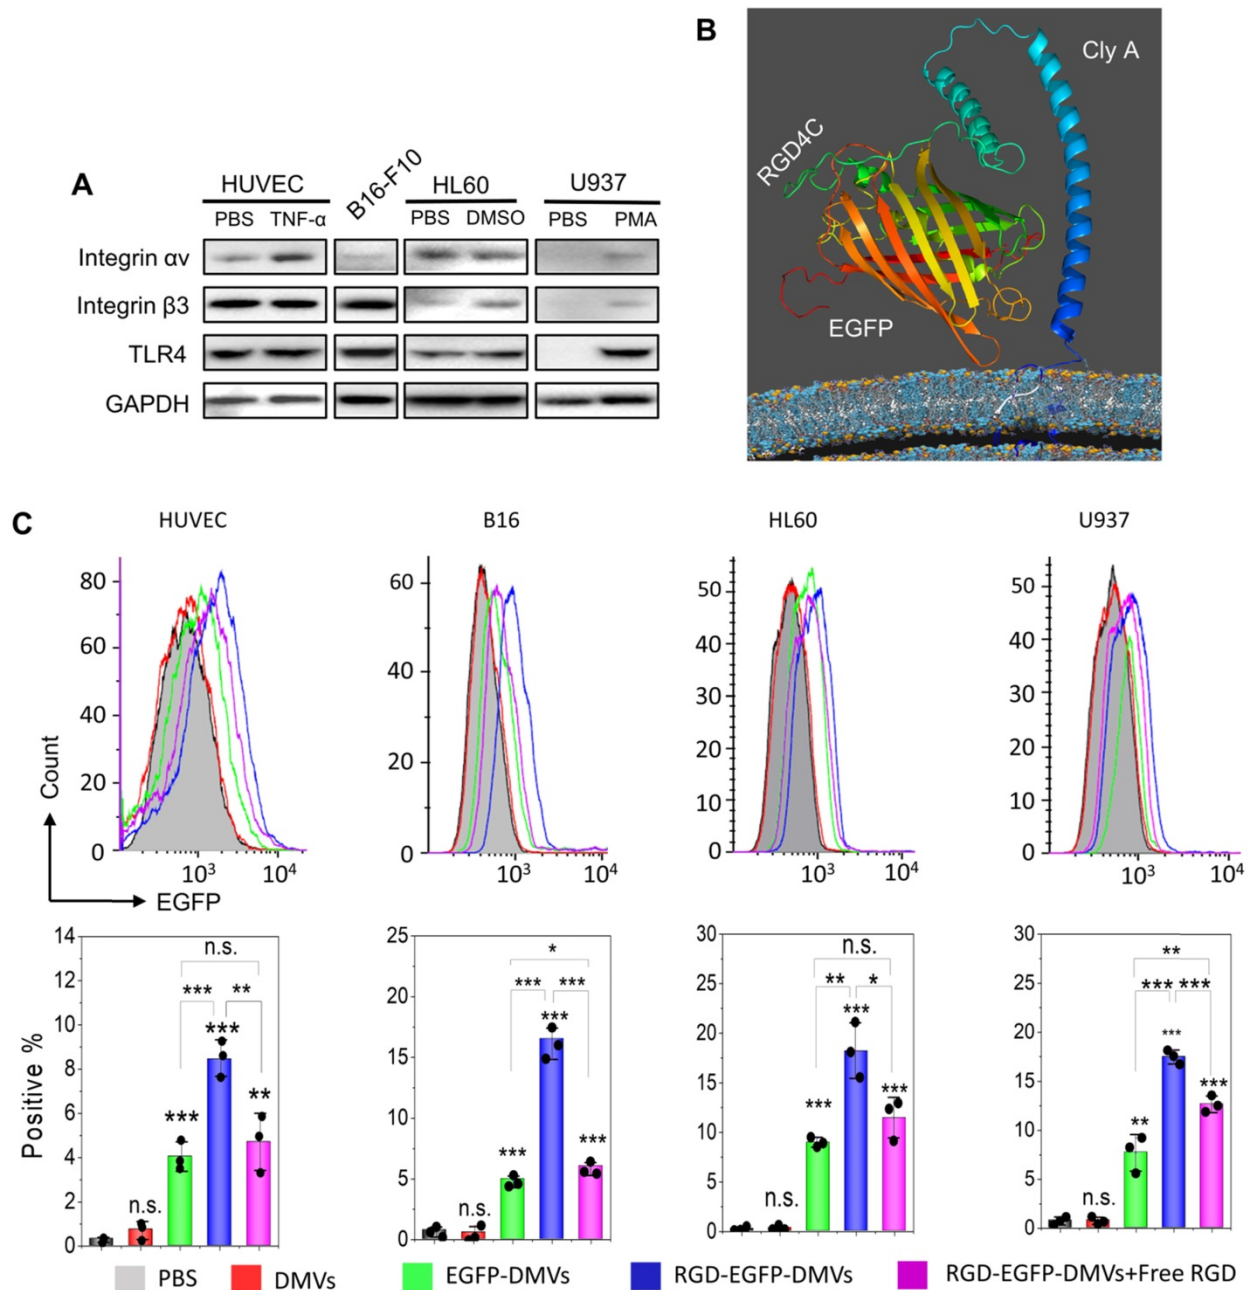 A
HUVEC B16-F10 HL60 U937
PBS TNF-α PBS DMSO PBS PMA
Integrin αv
Integrin β3
TLR4
GAPDH
B
Cly A
RGD4C
EGFP
C
HUVEC B16 HL60 U937
80 60 50 50
60 40 40 40
40 30 30
20 20 20 20
10 10
0 0 0 0
10³ 10⁴ 10³ 10³ 10³ 10⁴
Count
EGFP
Positive %
14
12
10
8
6
4
2
0
n.s.
*** **
***
*** **
n.s.
25
20
15
10
5
0
*
*** ***
***
*** ***
n.s.
30
25
20
15
10
5
0
n.s.
** *
***
*** ***
n.s.
30
25
20
15
10
5
0
**
*** ***
***
** ***
n.s.
PBS DMVs EGFP-DMVs RGD-EGFP-DMVs RGD-EGFP-DMVs+Free RGD